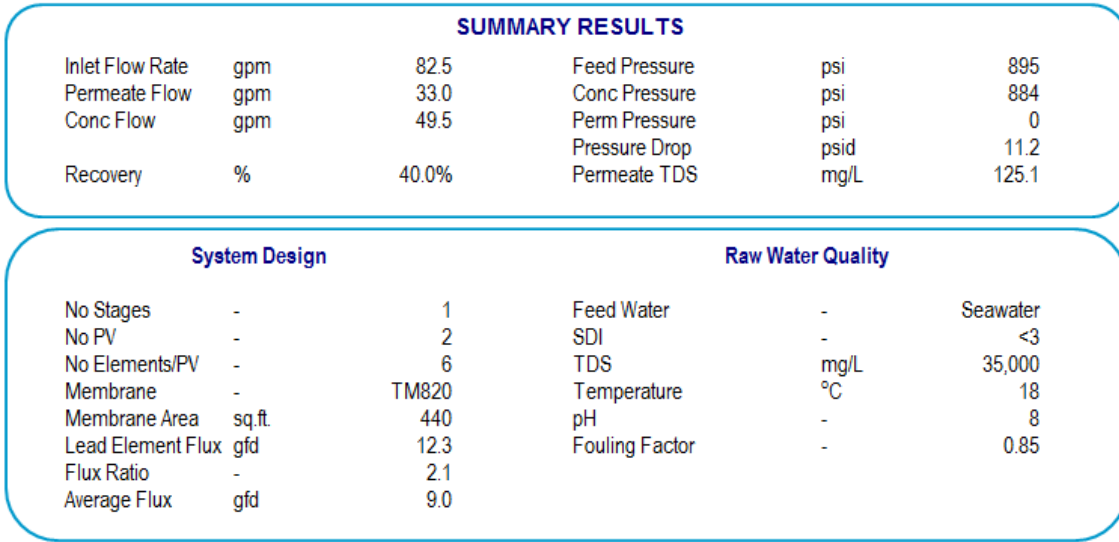 SUMMARY RESULTS
Inlet Flow Rate gpm 82.5 Feed Pressure psi 895
Permeate Flow gpm 33.0 Conc Pressure psi 884
Conc Flow gpm 49.5 Perm Pressure psi 0
Pressure Drop psid 11.2
Recovery % 40.0% Permeate TDS mg/L 125.1
System Design Raw Water Quality
No Stages - 1 Feed Water - Seawater
No PV - 2 SDI - <3
No Elements/PV - 6 TDS mg/L 35,000
Membrane - TM820 Temperature °C 18
Membrane Area sq.ft. 440 pH - 8
Lead Element Flux gfd 12.3 Fouling Factor - 0.85
Flux Ratio - 2.1
Average Flux gfd 9.0